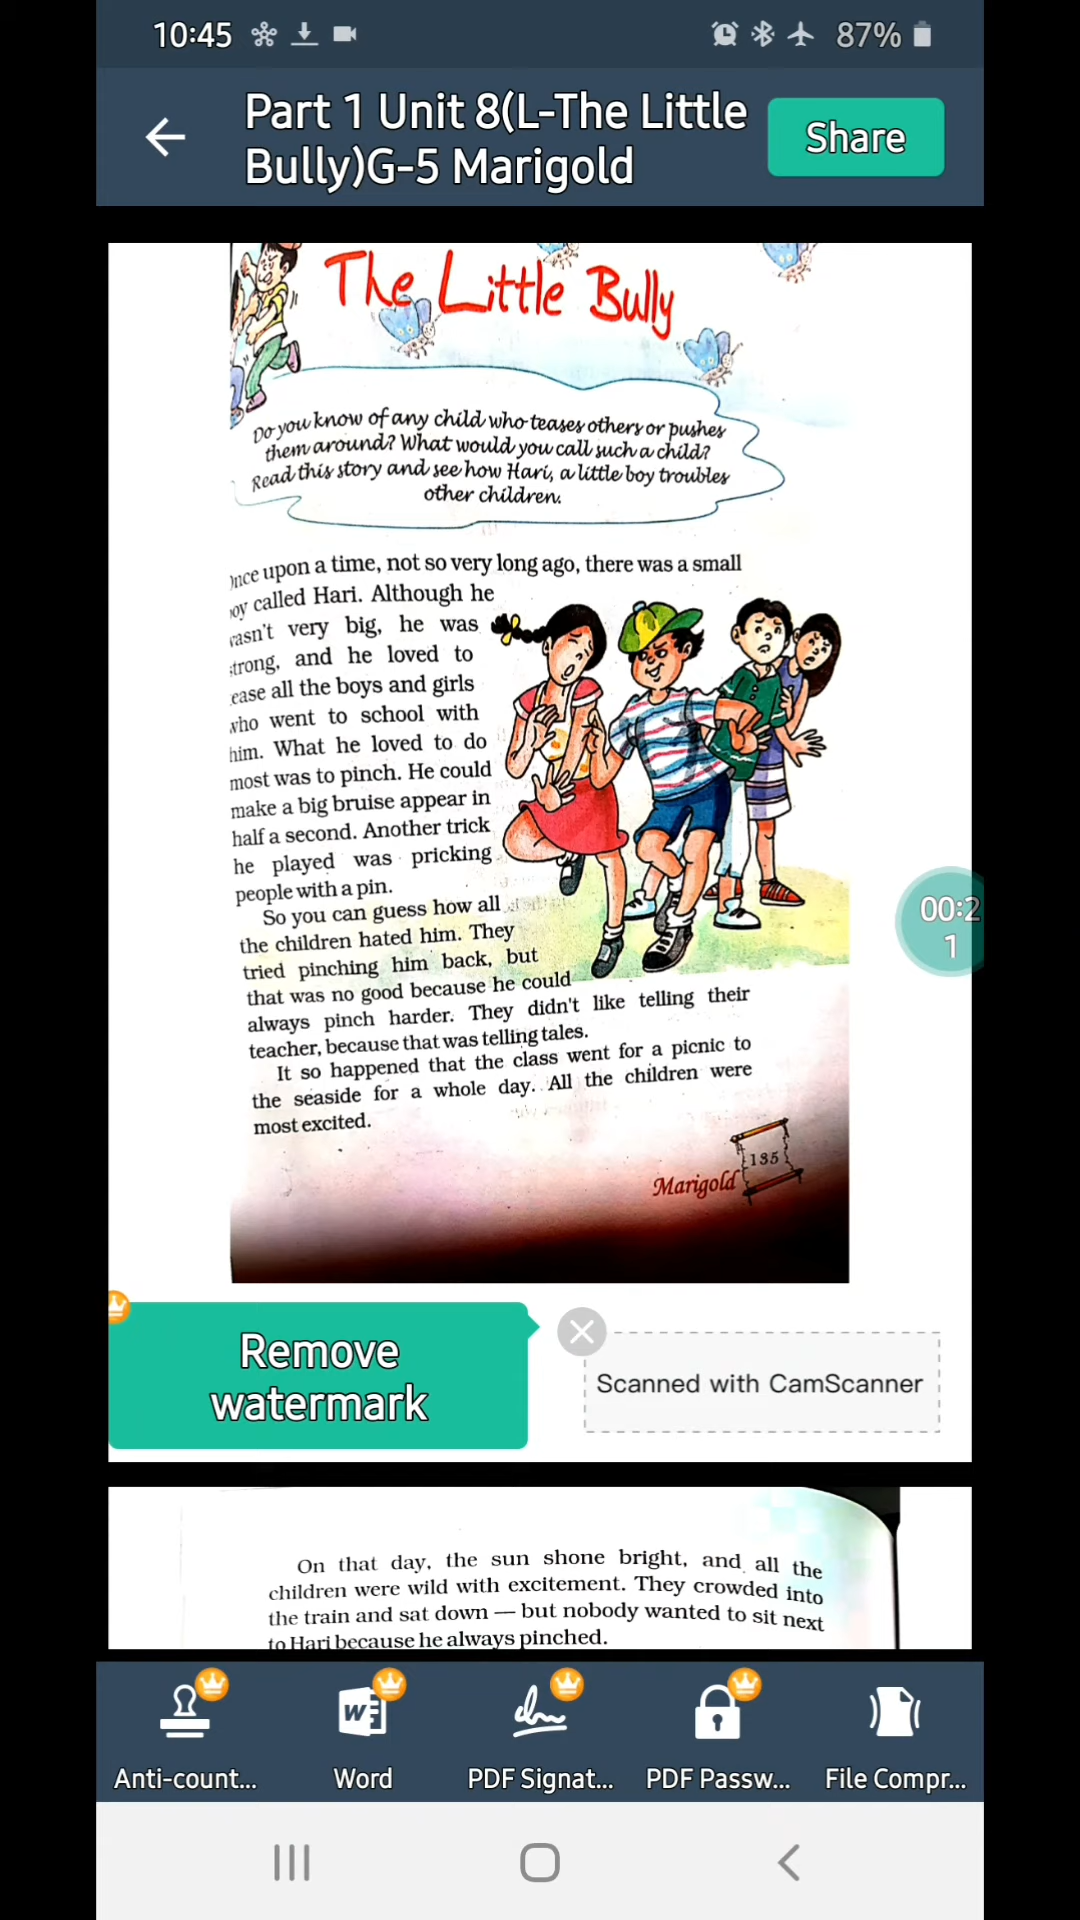 10:45
87%
Part 1 Unit 8(L-The Little
Bully)G-5 Marigold
Share
The Little Bully
Do you know of any child who teases others or pushes
them around? What would you call such a child?
Read this story and see how Hari, a little boy troubles
other children.
nce upon a time, not so very long ago, there was a small
oy called Hari. Although he
asn't very big, he was
trong, and he loved to
ease all the boys and girls
who went to school with
him. What he loved to do
most was to pinch. He could
make a big bruise appear in
half a second. Another trick
he played was pricking
people with a pin.
So you can guess how all
the children hated him. They
tried pinching him back, but
that was no good because he could
always pinch harder. They didn't like telling their
teacher, because that was telling tales.
It so happened that the class went for a picnic to
the seaside for a whole day. All the children were
most excited.
135
Marigold
00:2
1
Remove
watermark
Scanned with CamScanner
On that day, the sun shone bright, and all the
children were wild with excitement. They crowded into
the train and sat down — but nobody wanted to sit next
to Hari because he always pinched.
Anti-count...
Word
PDF Signat...
PDF Passw...
File Compr...